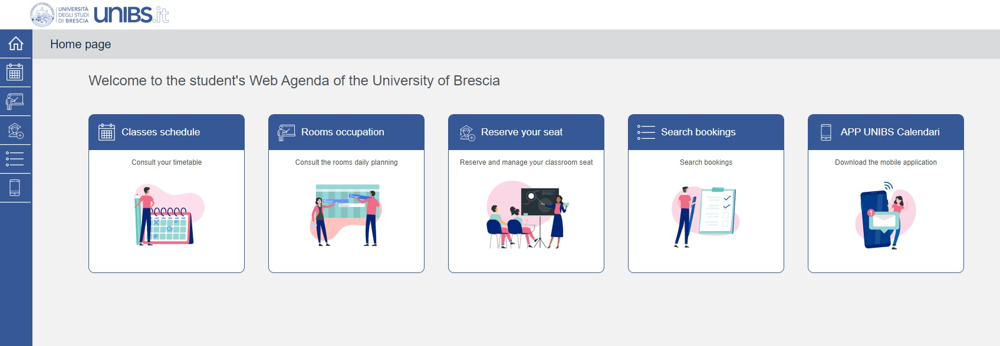 UNIVERSITÀ
DEGLI STUDI
DI BRESCIA
UNIBS.it
Home page
Welcome to the student's Web Agenda of the University of Brescia
Classes schedule
Consult your timetable
Rooms occupation
Consult the rooms daily planning
Reserve your seat
Reserve and manage your classroom seat
Search bookings
Search bookings
APP UNIBS Calendari
Download the mobile application
1